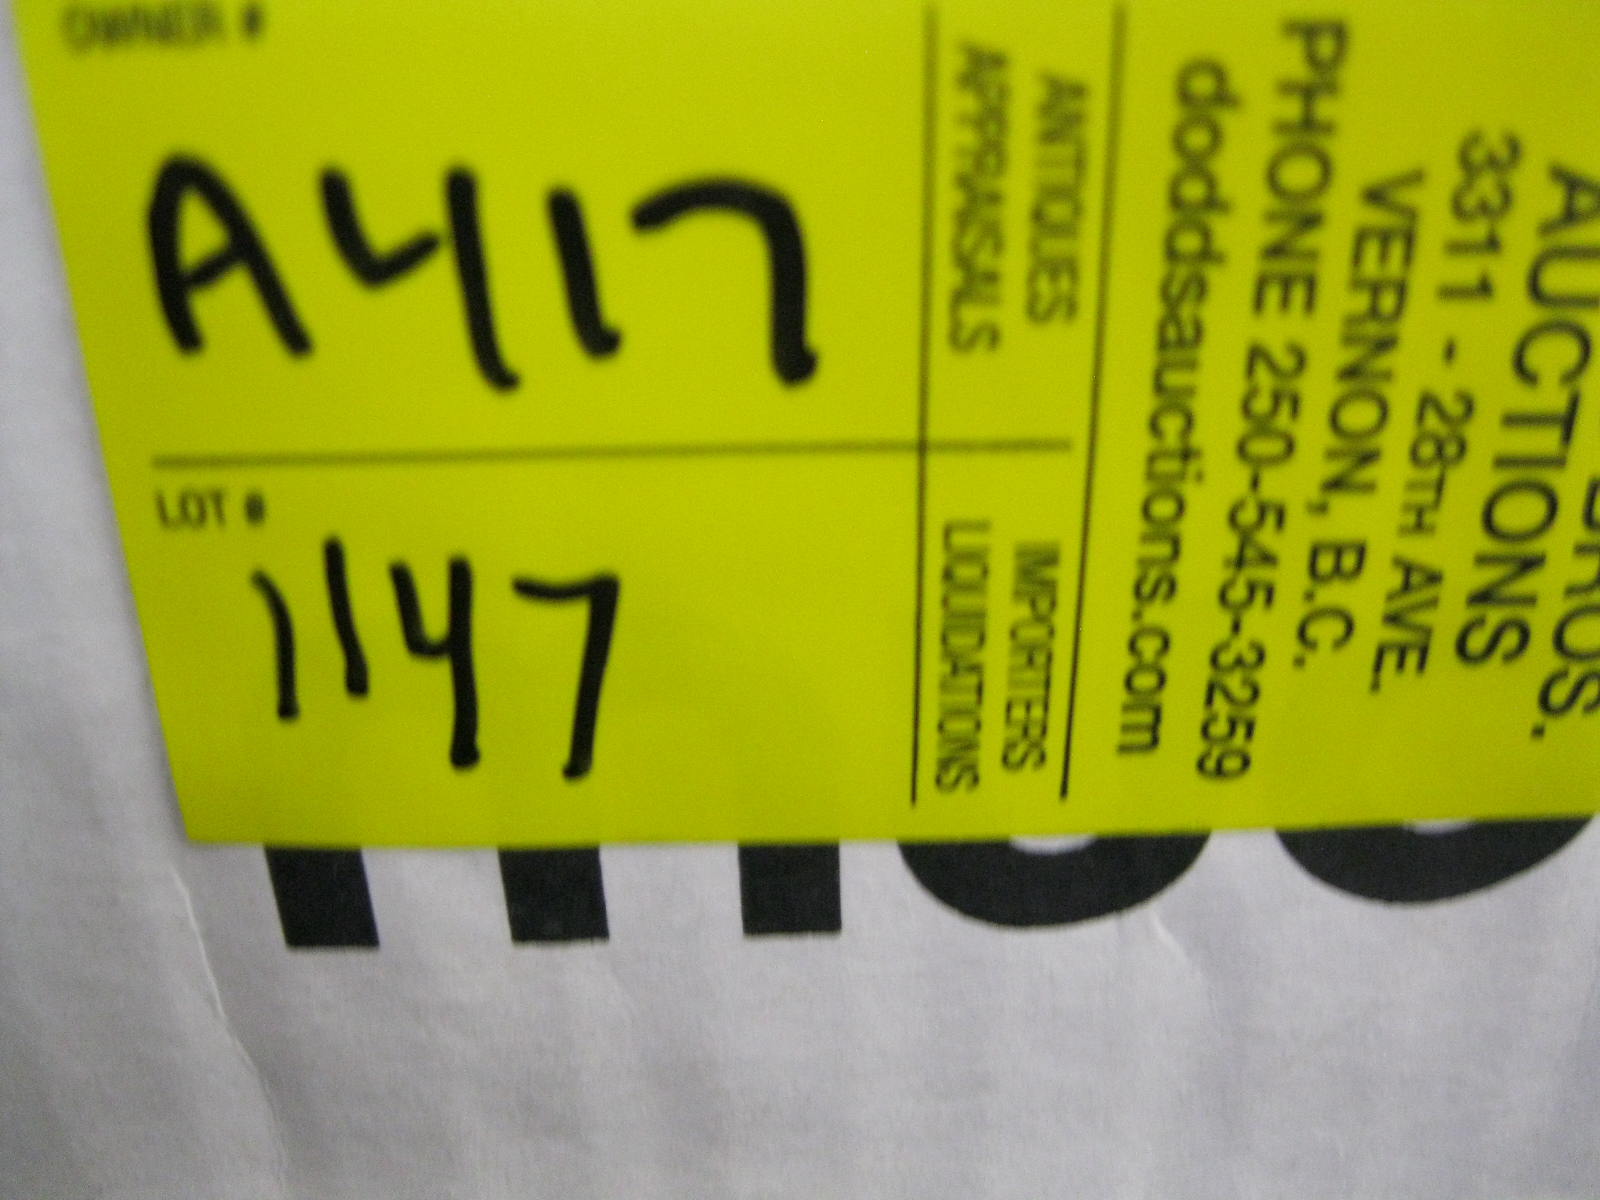 OWNER #
A417
LOT #
1147
ANTIQUES
APPRAISALS
IMPORTERS
LIQUIDATIONS
BROS.
AUCTIONS
3311 - 28TH AVE.
VERNON, B.C.
PHONE 250-545-3259
doddsauctions.com